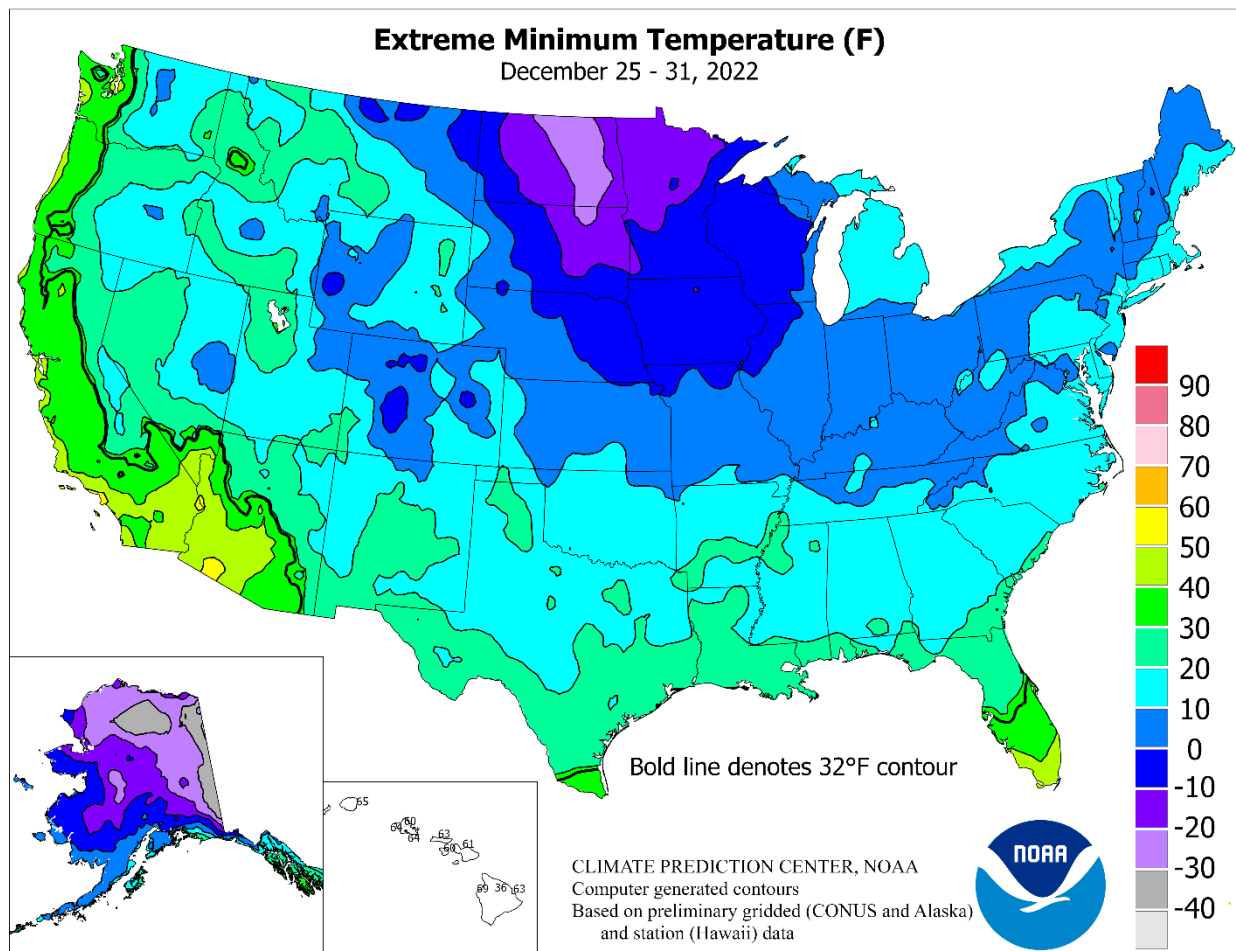 Extreme Minimum Temperature (F)
December 25 - 31, 2022
90
80
70
60
50
40
30
20
10
0
-10
-20
-30
-40
Bold line denotes 32°F contour
65
60
64
63
60
61
69 36 63
CLIMATE PREDICTION CENTER, NOAA
Computer generated contours
Based on preliminary gridded (CONUS and Alaska)
and station (Hawaii) data
NOAA